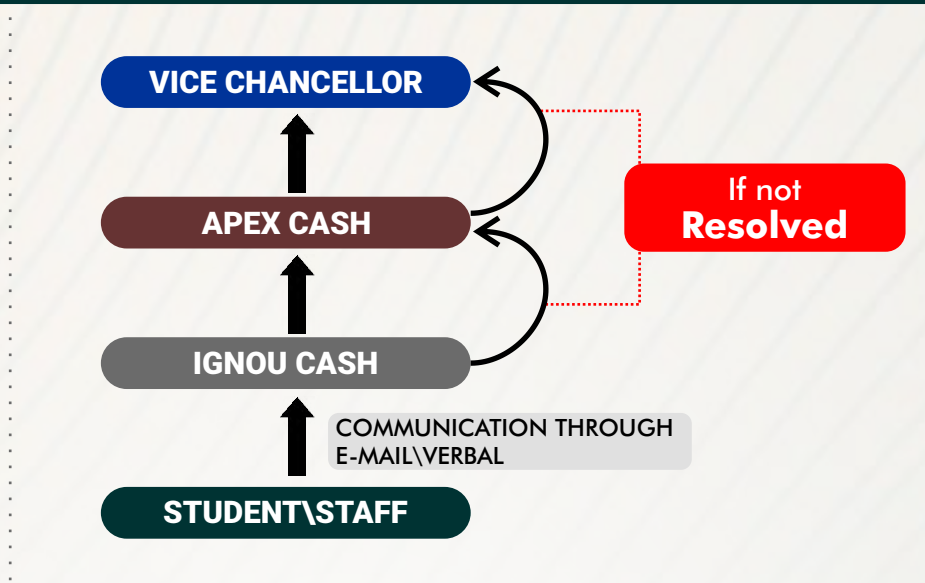 VICE CHANCELLOR
If not
Resolved
APEX CASH
IGNOU CASH
COMMUNICATION THROUGH
E-MAIL\VERBAL
STUDENT\STAFF